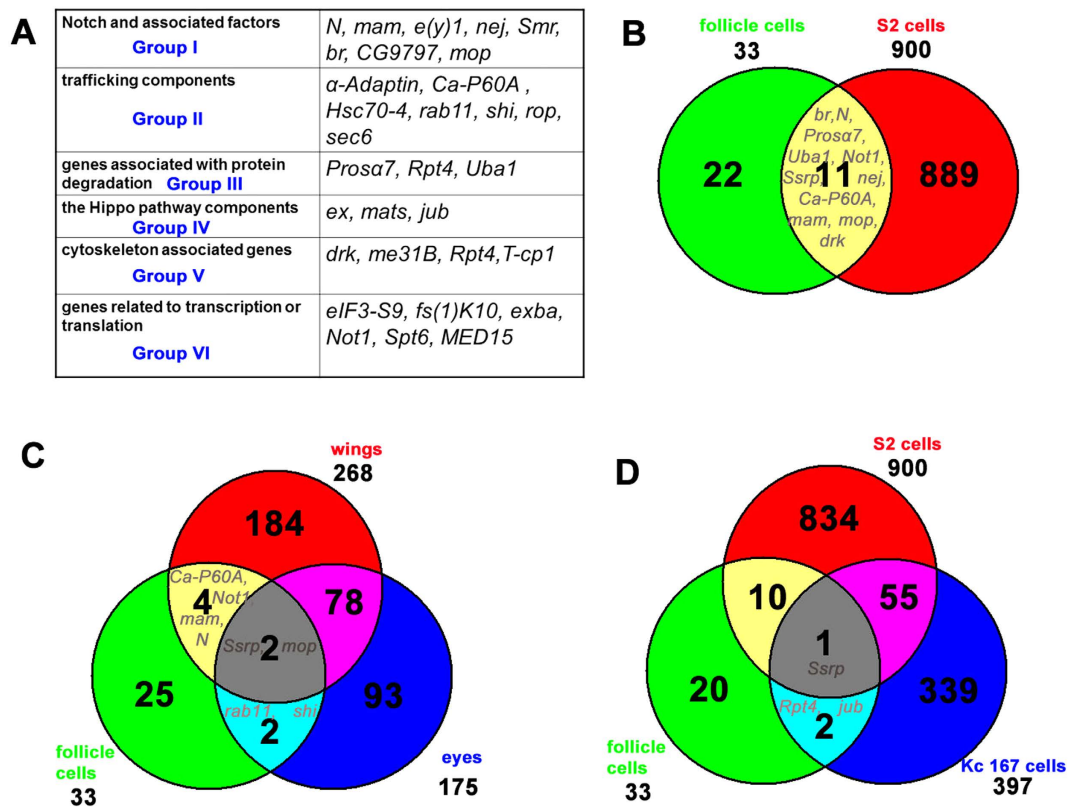 A
Notch and associated factors
Group I
N, mam, e(y)1, nej, Smr,
br, CG9797, mop
trafficking components
Group II
α-Adaptin, Ca-P60A ,
Hsc70-4, rab11, shi, rop,
sec6
genes associated with protein
degradation Group III
Prosα7, Rpt4, Uba1
the Hippo pathway components
Group IV
ex, mats, jub
cytoskeleton associated genes
Group V
drk, me31B, Rpt4,T-cp1
genes related to transcription or
translation
Group VI
eIF3-S9, fs(1)K10, exba,
Not1, Spt6, MED15
B
follicle cells
33
S2 cells
900
22
br,N,
Prosα7,
Uba1, Not1,
Ssrp, 11 nej,
Ca-P60A,
mam, mop,
drk
889
C
wings
268
184
Ca-P60A,
4 Not1,
mam,
N
78
Ssrp, 2 mop
25
93
rab11, shi
2
follicle
cells
33
eyes
175
D
S2 cells
900
834
10
55
1
Ssrp
20
339
Rpt4, jub
2
follicle
cells
33
Kc 167 cells
397